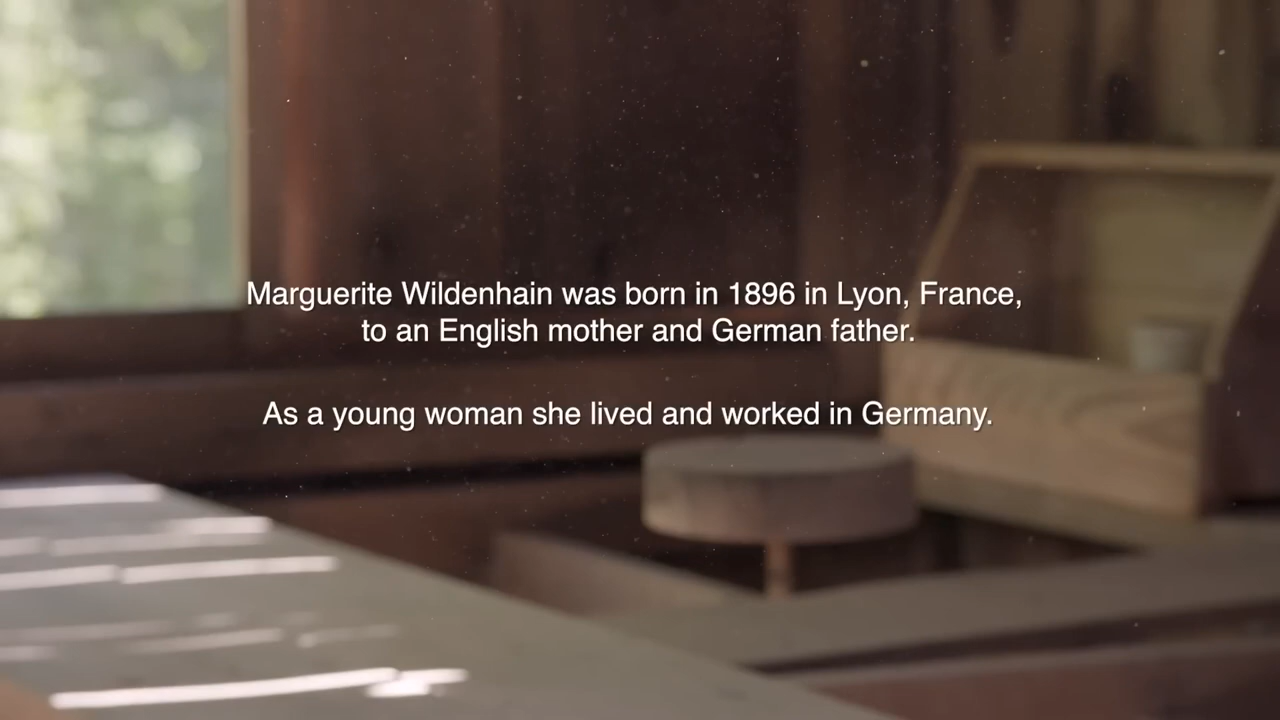 Marguerite Wildenhain was born in 1896 in Lyon, France,
to an English mother and German father.
As a young woman she lived and worked in Germany.